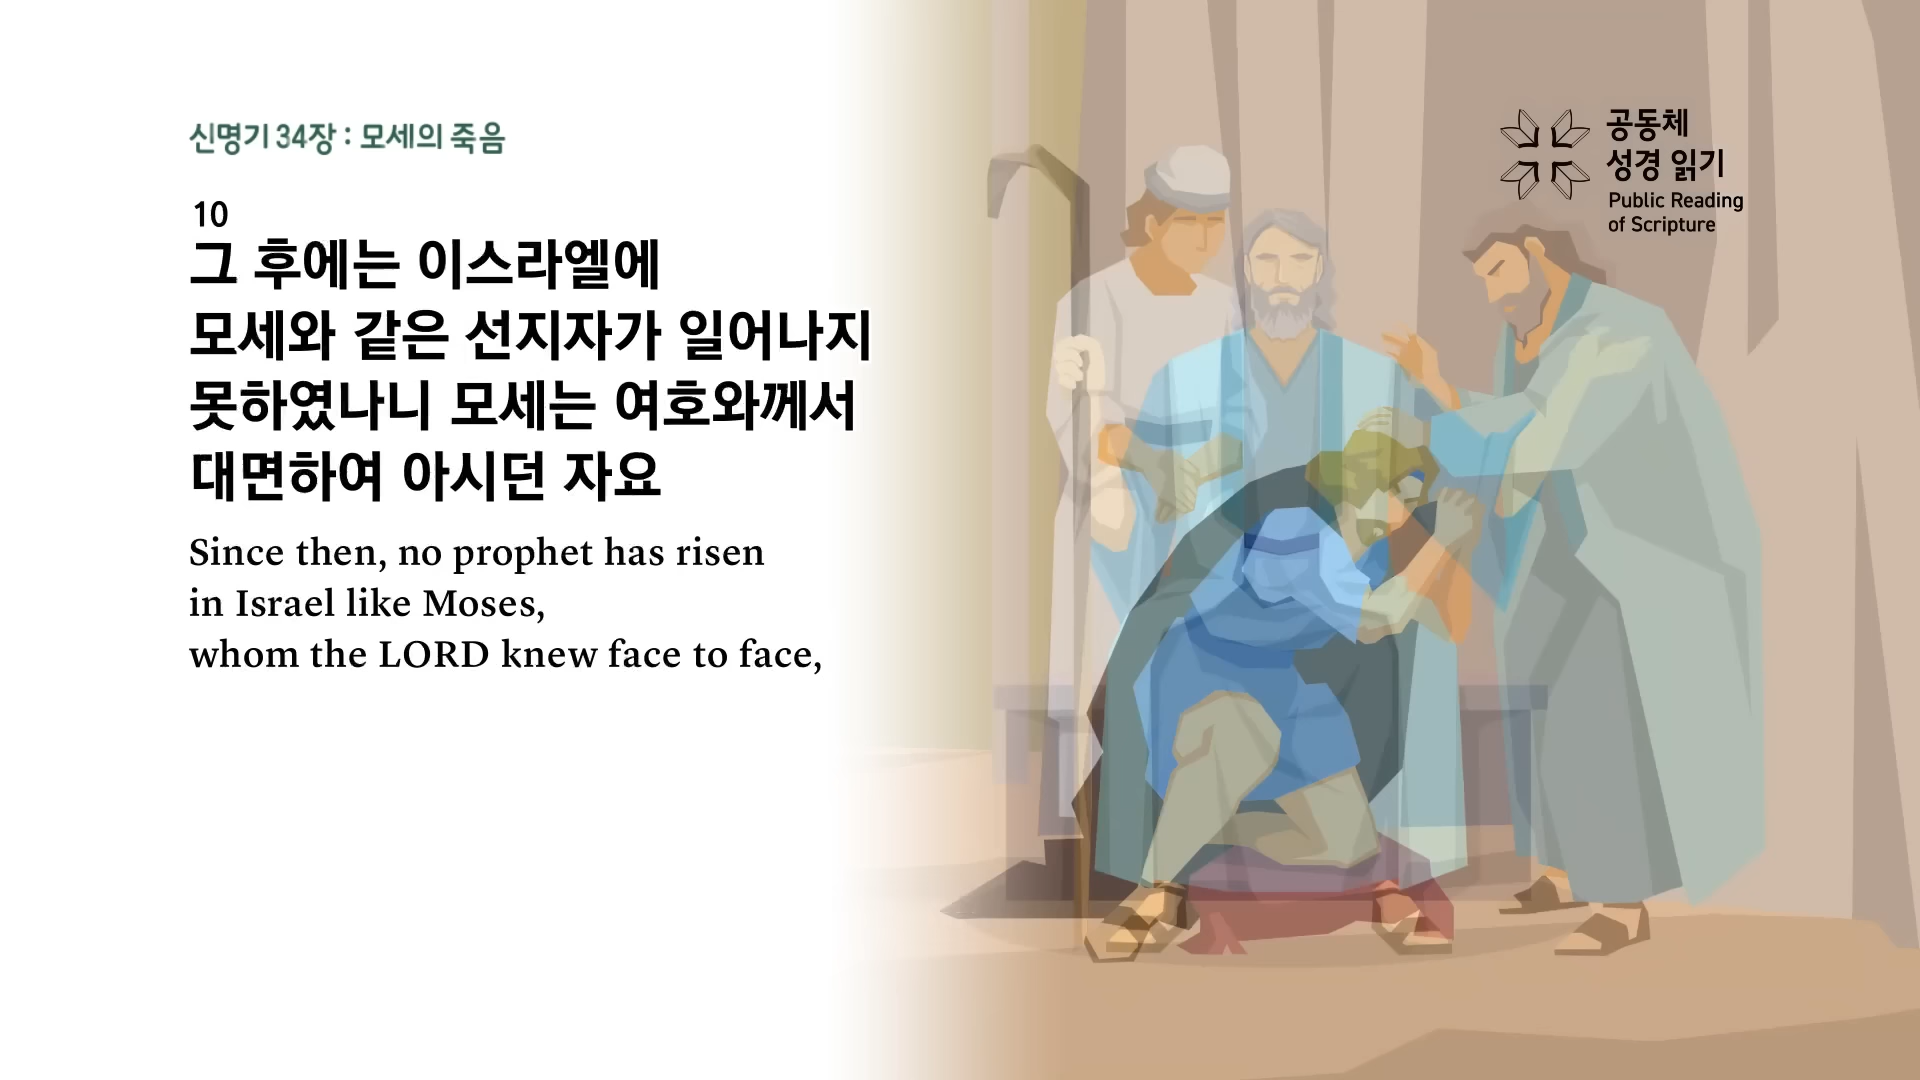 신명기 34장 : 모세의 죽음
10
그 후에는 이스라엘에
모세와 같은 선지자가 일어나지
못하였나니 모세는 여호와께서
대면하여 아시던 자요
Since then, no prophet has risen
in Israel like Moses,
whom the LORD knew face to face,
공동체
성경 읽기
Public Reading
of Scripture